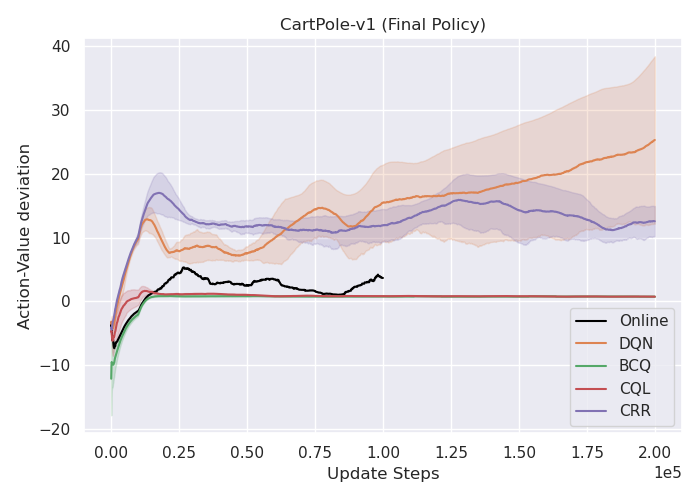 CartPole-v1 (Final Policy)
Action-Value deviation
40
30
20
10
0
−10
−20
0.00
0.25
0.50
0.75
1.00
1.25
1.50
1.75
2.00
1e5
Update Steps
Online
DQN
BCQ
CQL
CRR